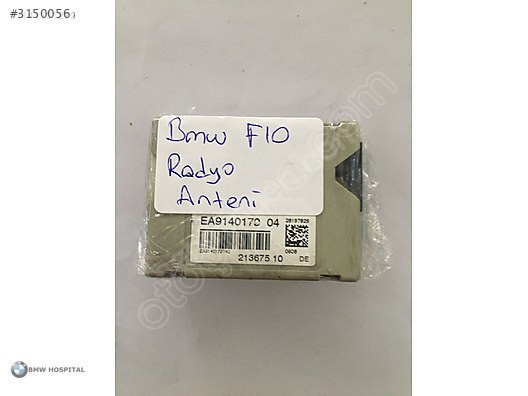 #3150056
Bmw F10
Radyo
Anteni
EA9140170 04
213675 10
DE
BMW HOSPITAL